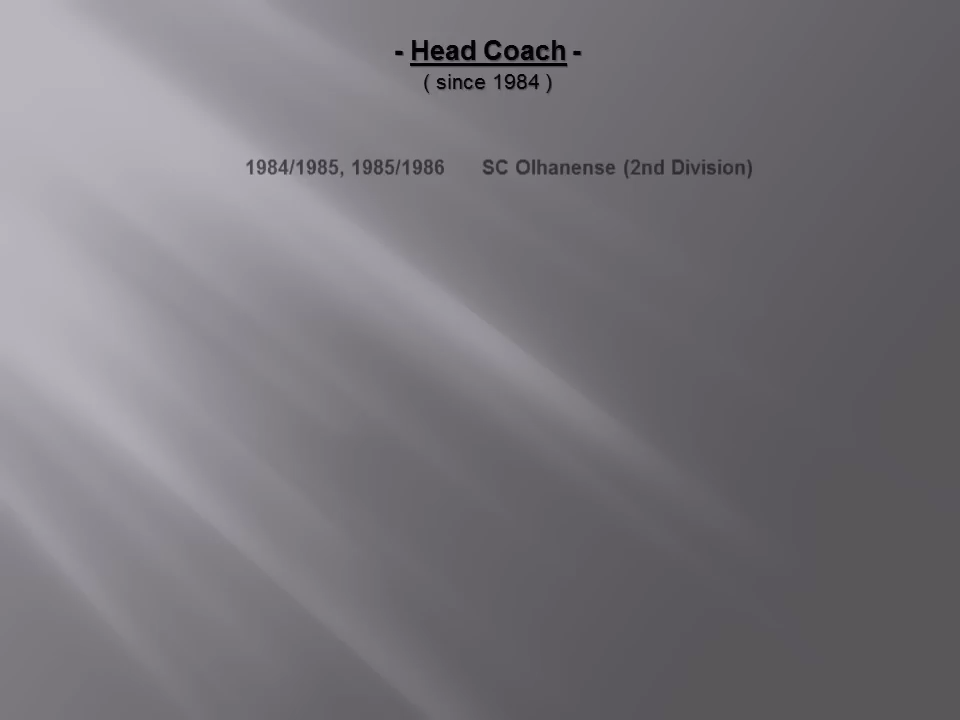 - Head Coach -
( since 1984 )
1984/1985, 1985/1986 SC Olhanense (2nd Division)